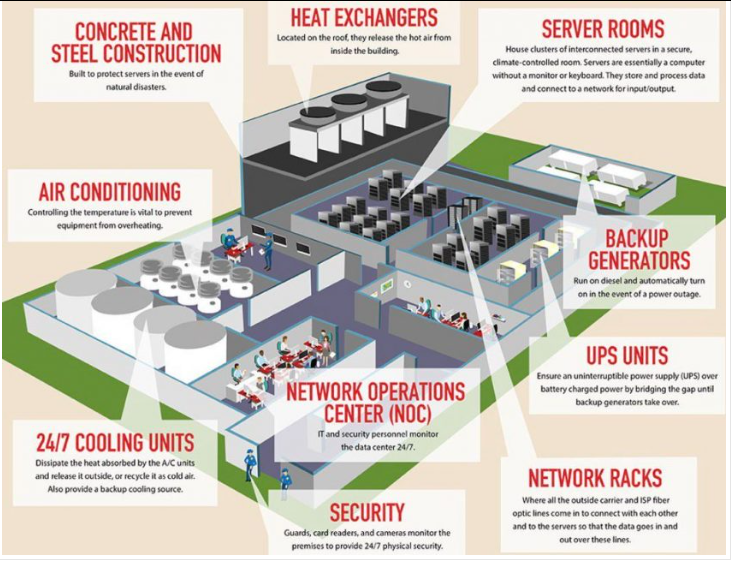 CONCRETE AND
STEEL CONSTRUCTION
Built to protect servers in the event of
natural disasters.
HEAT EXCHANGERS
Located on the roof, they release the hot air from
inside the building.
SERVER ROOMS
House clusters of interconnected servers in a secure,
climate-controlled room. Servers are essentially a computer
without a monitor or keyboard. They store and process data
and connect to a network for input/output.
AIR CONDITIONING
Controlling the temperature is vital to prevent
equipment from overheating.
BACKUP
GENERATORS
Run on diesel and automatically turn
on in the event of a power outage.
UPS UNITS
Ensure an uninterruptible power supply (UPS) over
battery charged power by bridging the gap until
backup generators take over.
NETWORK OPERATIONS
CENTER (NOC)
IT and security personnel monitor
the data center 24/7.
24/7 COOLING UNITS
Dissipate the heat absorbed by the A/C units
and release it outside, or recycle it as cold air.
Also provide a backup cooling source.
NETWORK RACKS
Where all the outside carrier and ISP fiber
optic lines come in to connect with each other
and to the servers so that the data goes in and
out over these lines.
SECURITY
Guards, card readers, and cameras monitor the
premises to provide 24/7 physical security.